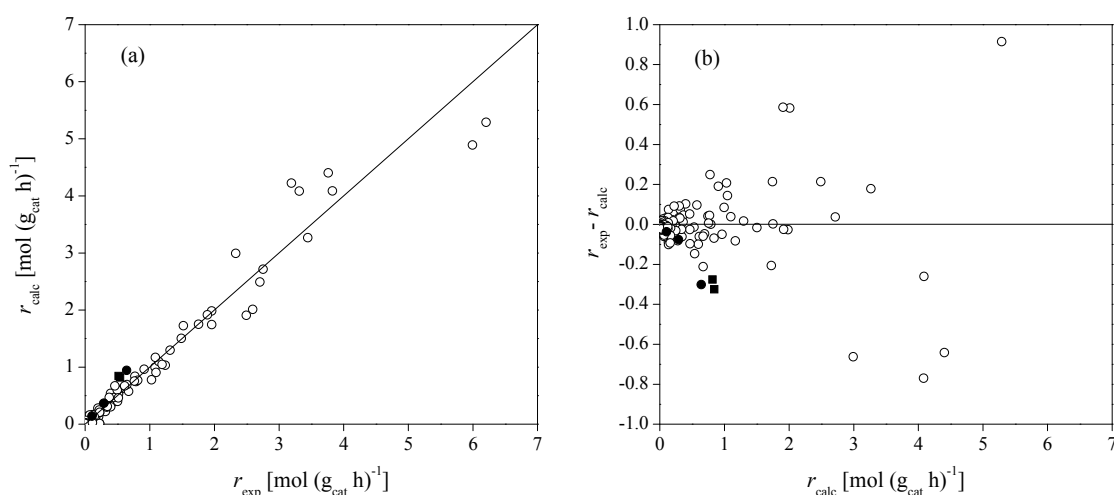 (a)
7
6
5
4
3
2
1
0
0 1 2 3 4 5 6 7
r_calc [mol (g_cat h)^-1]
r_exp [mol (g_cat h)^-1]
(b)
1.0
0.8
0.6
0.4
0.2
0.0
-0.2
-0.4
-0.6
-0.8
-1.0
0 1 2 3 4 5 6 7
r_exp - r_calc
r_calc [mol (g_cat h)^-1]